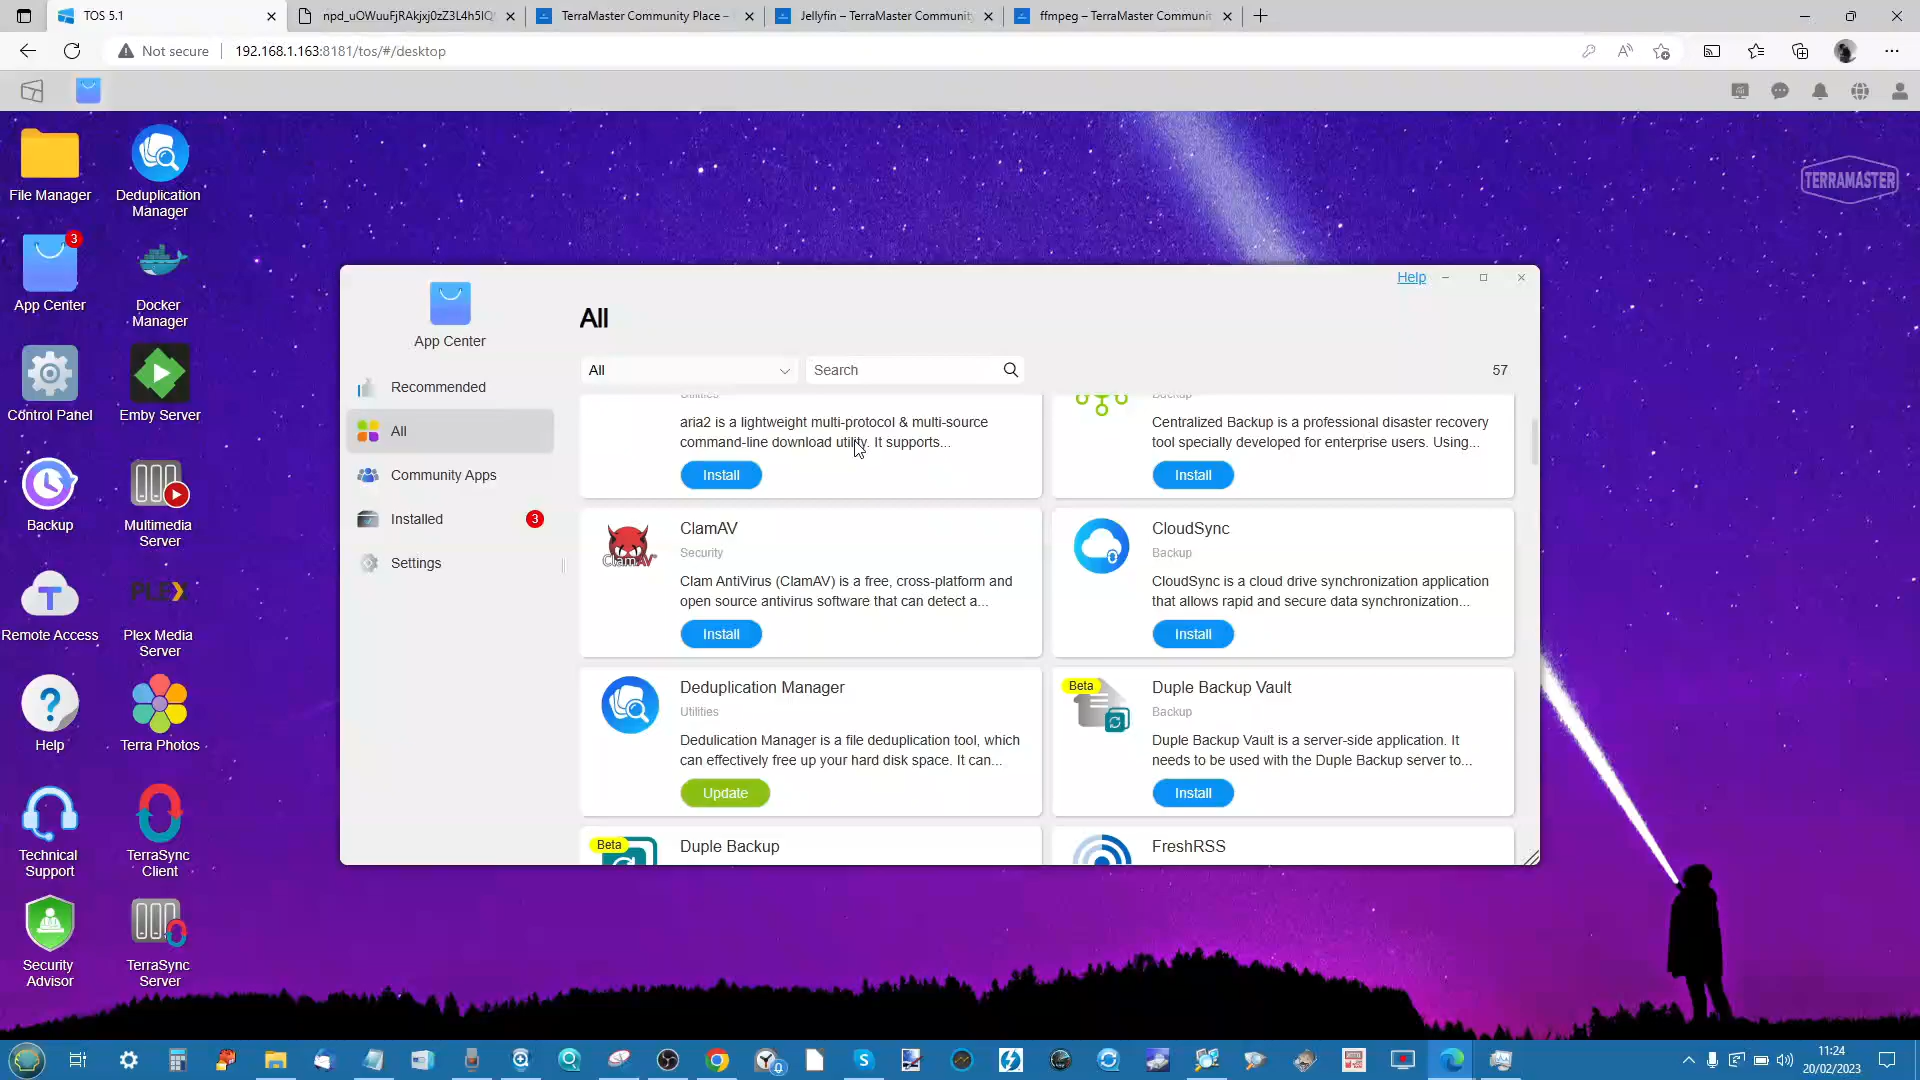 TOS 5.1
npd_uOWuuFjRAkjxj0zZ3L4h5IQ
TerraMaster Community Place –
Jellyfin – TerraMaster Community
ffmpeg – TerraMaster Communit
Not secure
192.168.1.163:8181/tos/#/desktop
File Manager
Deduplication
Manager
3
App Center
Docker
Manager
Control Panel
Emby Server
Backup
Multimedia
Server
T
PLEX
Remote Access
Plex Media
Server
?
Help
Terra Photos
Technical
Support
TerraSync
Client
Security
Advisor
TerraSync
Server
TERRAMASTER
Help
App Center
Recommended
All
Community Apps
Installed
3
Settings
All
All
Search
57
Utilities
aria2 is a lightweight multi-protocol & multi-source
command-line download utility. It supports...
Install
Backup
Centralized Backup is a professional disaster recovery
tool specially developed for enterprise users. Using...
Install
ClamAV
ClamAV
Security
Clam AntiVirus (ClamAV) is a free, cross-platform and
open source antivirus software that can detect a...
Install
CloudSync
Backup
CloudSync is a cloud drive synchronization application
that allows rapid and secure data synchronization...
Install
Deduplication Manager
Utilities
Dedulication Manager is a file deduplication tool, which
can effectively free up your hard disk space. It can...
Update
Beta
Duple Backup Vault
Backup
Duple Backup Vault is a server-side application. It
needs to be used with the Duple Backup server to...
Install
Beta
Duple Backup
FreshRSS
11:24
20/02/2023